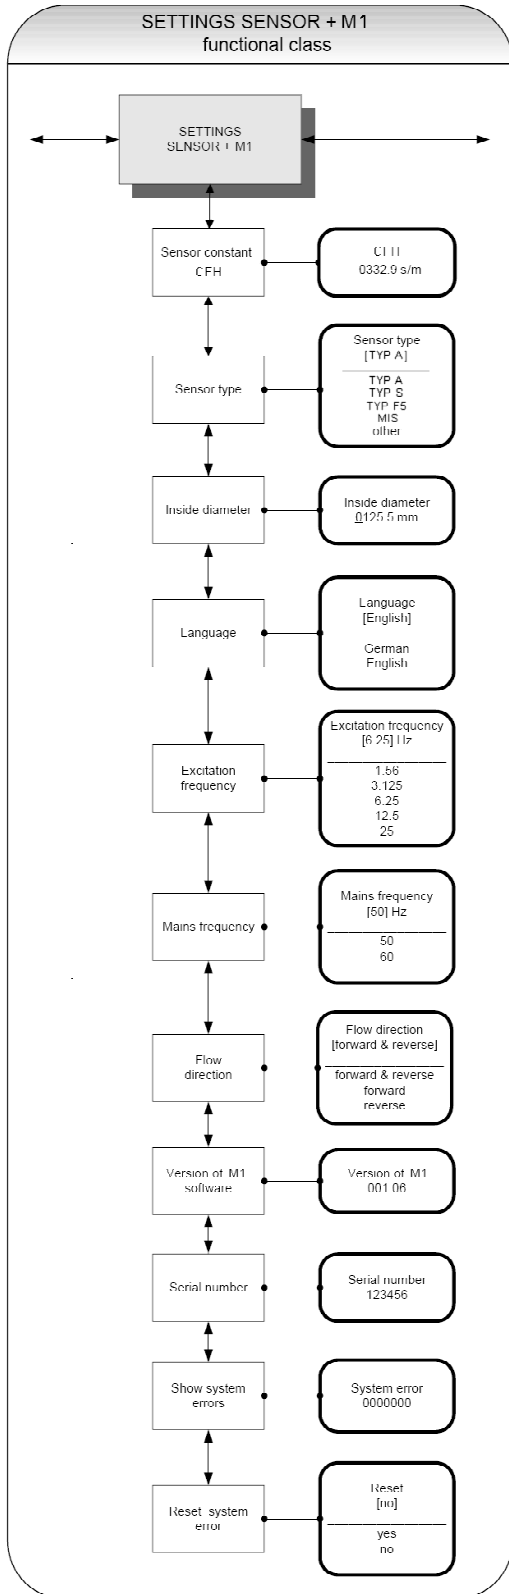 SETTINGS SENSOR + M1
functional class
SETTINGS
SENSOR + M1
Sensor constant
CFH
0332.9 s/m
Sensor type
Sensor type
[TYP A]
TYP A
TYP S
TYP F5
MIS
other
Inside diameter
Inside diameter
0125.5 mm
Language
Language
[English]
German
English
Excitation
frequency
Excitation frequency
[6.25] Hz
1.56
3.125
6.25
12.5
25
Mains frequency
Mains frequency
[50] Hz
50
60
Flow
direction
Flow direction
[forward & reverse]
forward & reverse
forward
reverse
Version of M1
software
Version of M1
001.06
Serial number
Serial number
123456
Show system
errors
System error
0000000
Reset system
error
Reset
[no]
yes
no